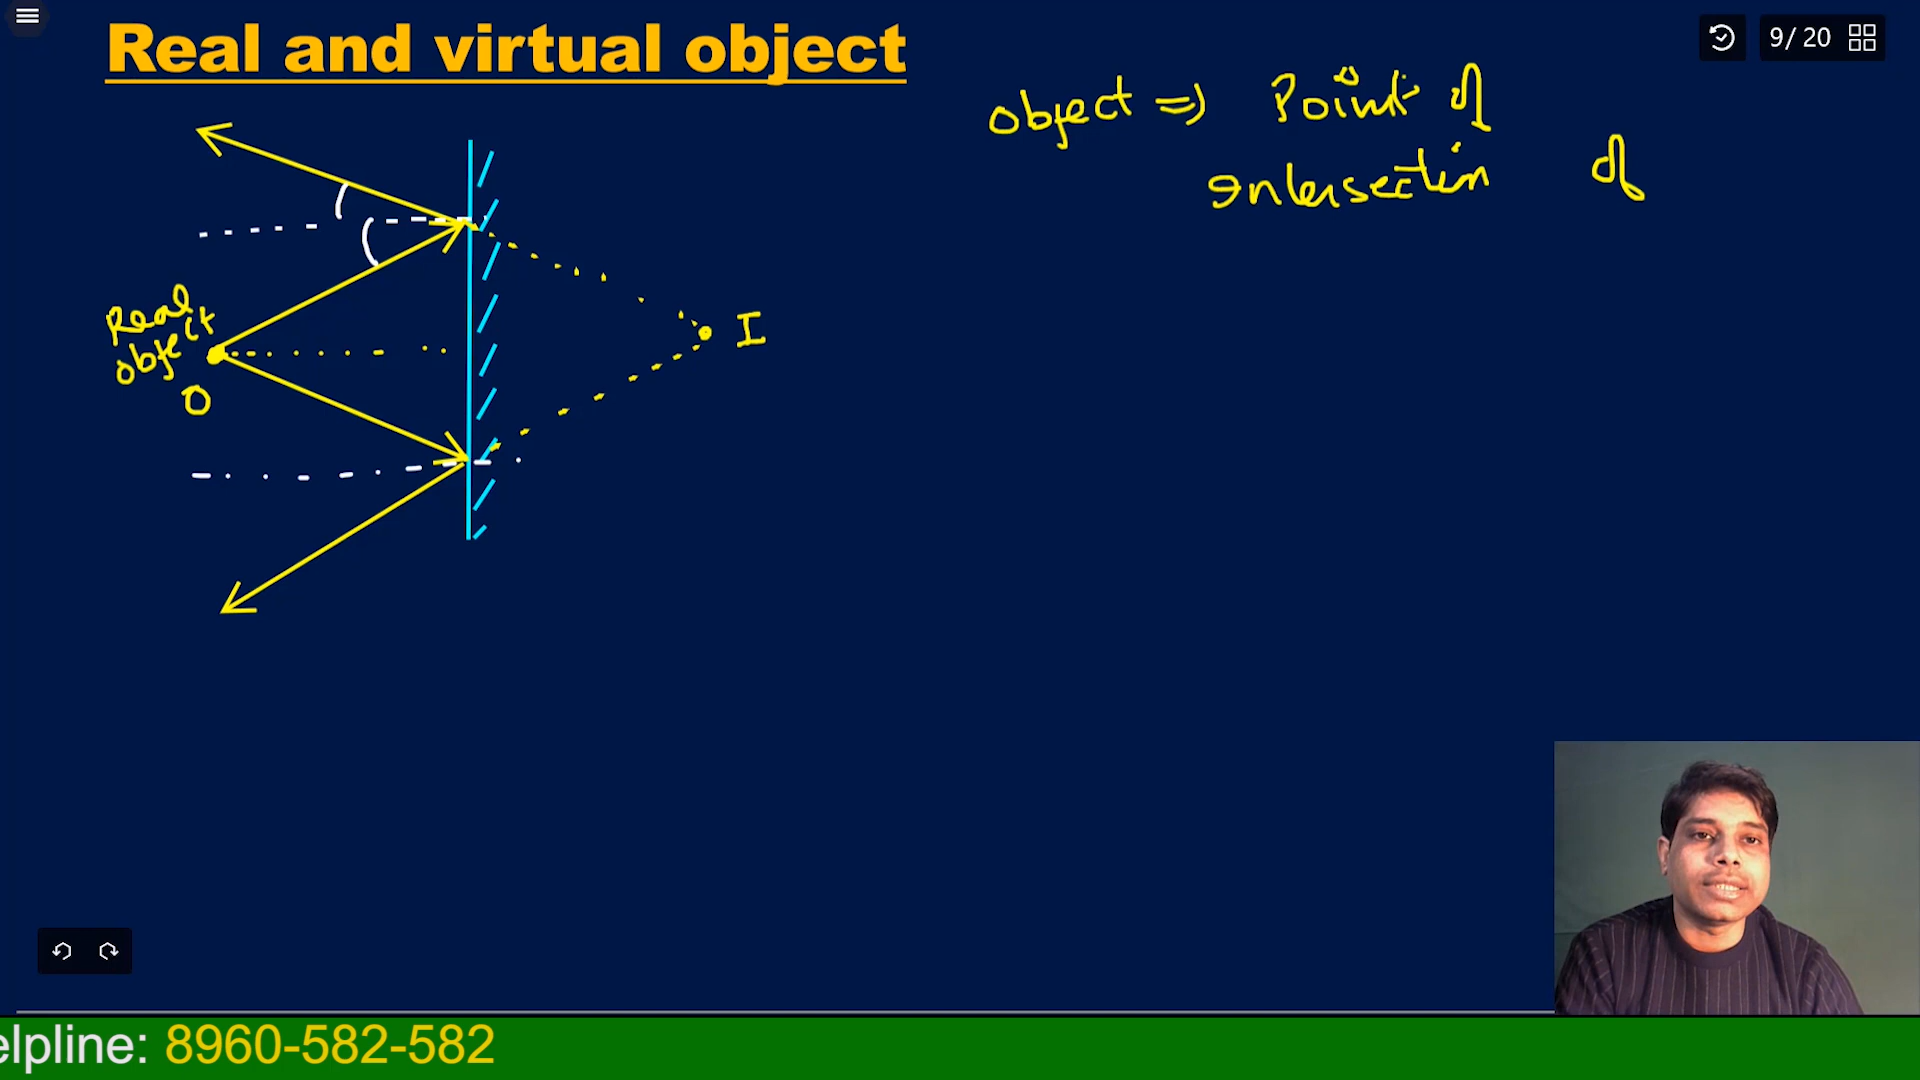 Real and virtual object
9/ 20
object ⇒ Point of
Intersection of
Real
object
O
I
elpline: 8960-582-582